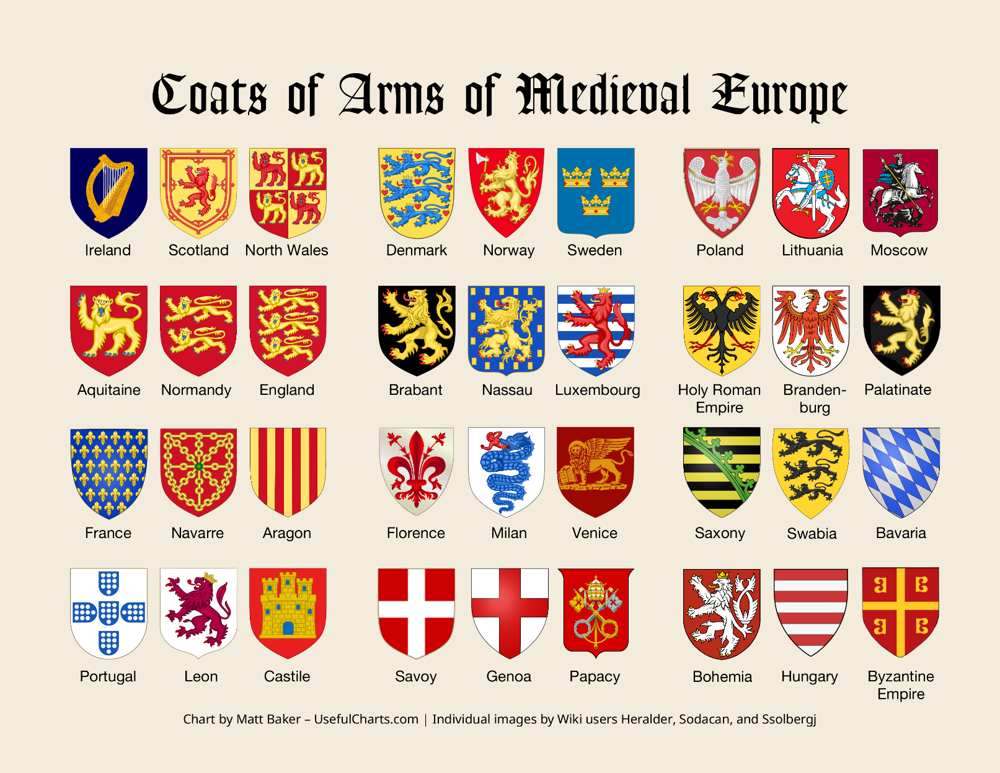 Coats of Arms of Medieval Europe
Ireland Scotland North Wales Denmark Norway Sweden Poland Lithuania Moscow
Aquitaine Normandy England Brabant Nassau Luxembourg Holy Roman Empire Branden-burg Palatinate
France Navarre Aragon Florence Milan Venice Saxony Swabia Bavaria
Portugal Leon Castile Savoy Genoa Papacy Bohemia Hungary Byzantine Empire
Chart by Matt Baker – UsefulCharts.com | Individual images by Wiki users Heralder, Sodacan, and Ssolbergj